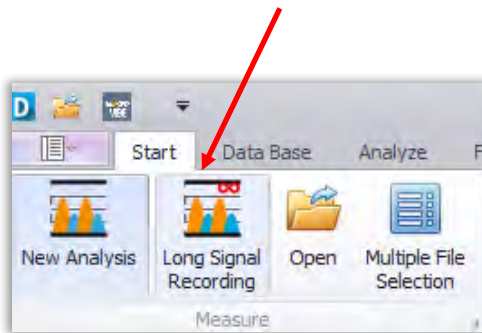 D
Start Data Base Analyze F
New Analysis Long Signal Recording Open Multiple File Selection
Measure